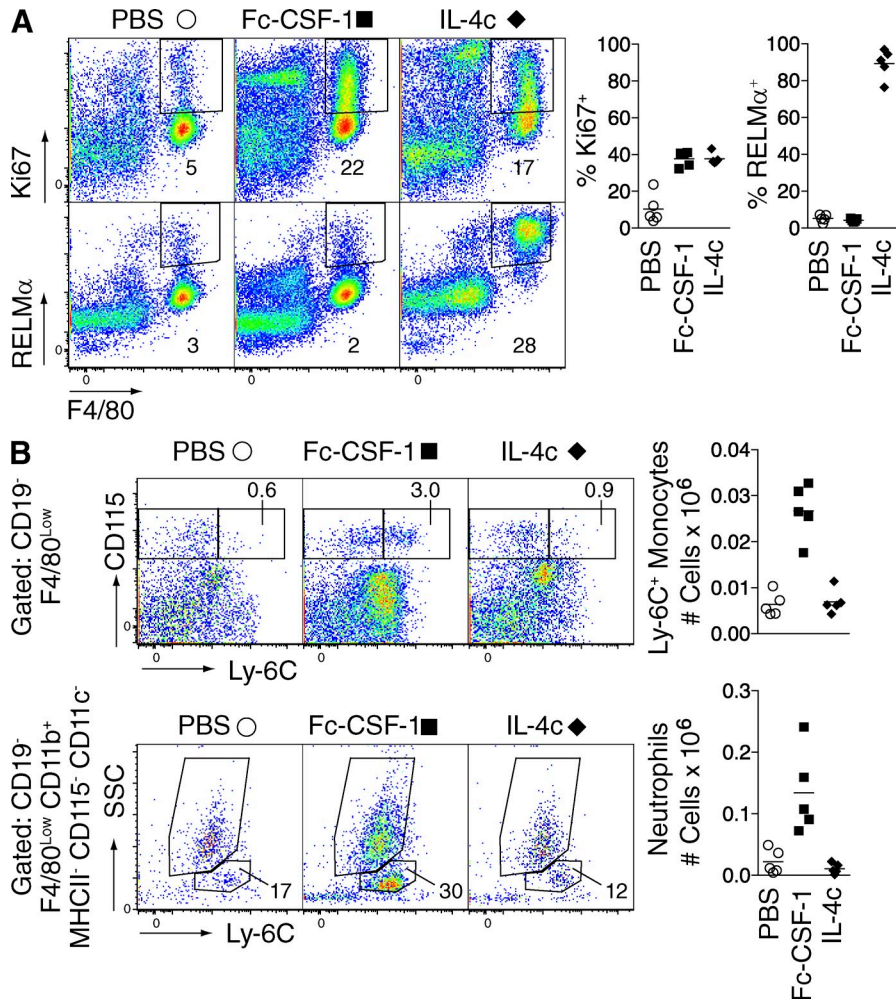 A
PBS ○ Fc-CSF-1 ■ IL-4c ◆
Ki67
0
5 22 17
RELMα
0
3 2 28
0 0 0
F4/80
% Ki67⁺
100
80
60
40
20
0
PBS
Fc-CSF-1
IL-4c
% RELMα⁺
100
80
60
40
20
0
PBS
Fc-CSF-1
IL-4c
B
PBS ○ Fc-CSF-1 ■ IL-4c ◆
Gated: CD19⁻
F4/80ᴸᵒʷ
CD115
0
0.6 3.0 0.9
0 0 0
Ly-6C
Ly-6C⁺ Monocytes
# Cells x 10⁶
0.04
0.03
0.02
0.01
0.00
PBS ○ Fc-CSF-1 ■ IL-4c ◆
Gated: CD19⁻
F4/80ᴸᵒʷ CD11b⁺
MHCII⁻ CD115⁻ CD11c⁻
SSC
0
17 30 12
0 0 0
Ly-6C
Neutrophils
# Cells x 10⁶
0.3
0.2
0.1
0.0
PBS
Fc-CSF-1
IL-4c